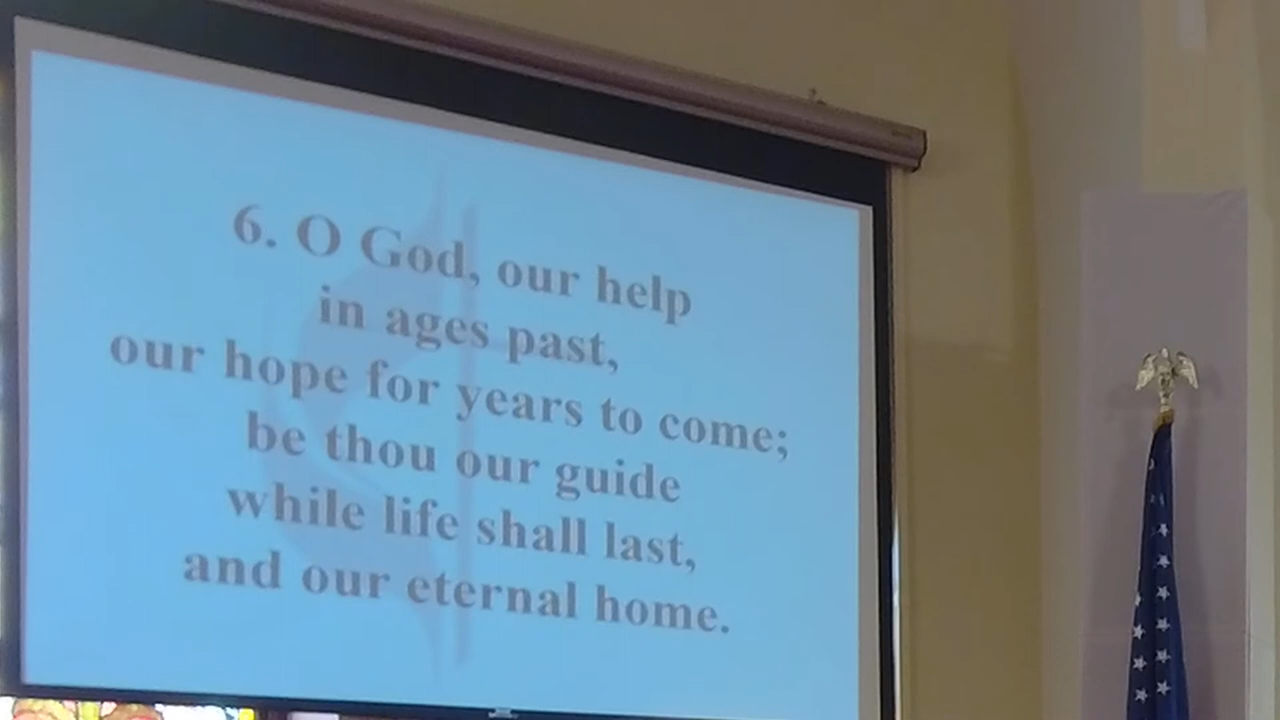 6. O God, our help
in ages past,
our hope for years to come;
be thou our guide
while life shall last,
and our eternal home.